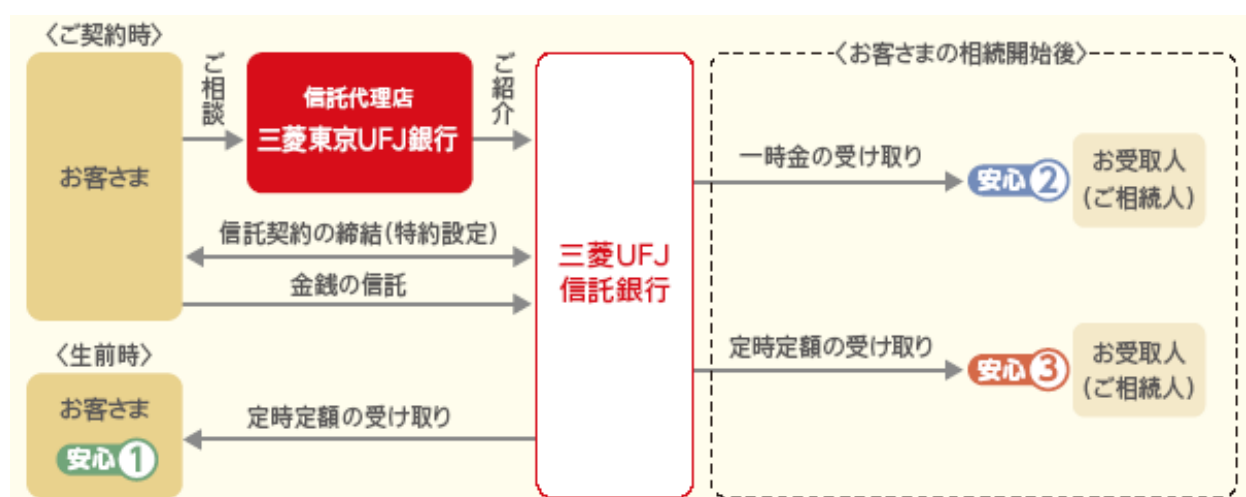 〈ご契約時〉
お客さま
ご相談
信託代理店
三菱東京UFJ銀行
ご紹介
信託契約の締結(特約設定)
金銭の信託
〈生前時〉
お客さま
安心1
定時定額の受け取り
三菱UFJ
信託銀行
〈お客さまの相続開始後〉
一時金の受け取り
安心2
お受取人
(ご相続人)
定時定額の受け取り
安心3
お受取人
(ご相続人)